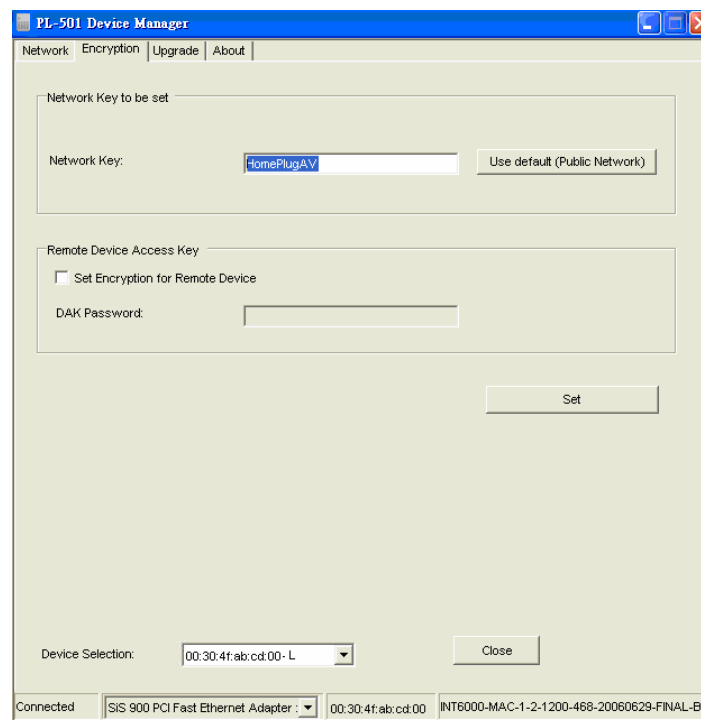 PL-501 Device Manager
Network Encryption Upgrade About
Network Key to be set
Network Key: HomePlugAV Use default (Public Network)
Remote Device Access Key
Set Encryption for Remote Device
DAK Password:
Set
Device Selection: 00:30:4f:ab:cd:00- L Close
Connected SiS 900 PCI Fast Ethernet Adapter : 00:30:4f:ab:cd:00 INT6000-MAC-1-2-1200-468-20060629-FINAL-B